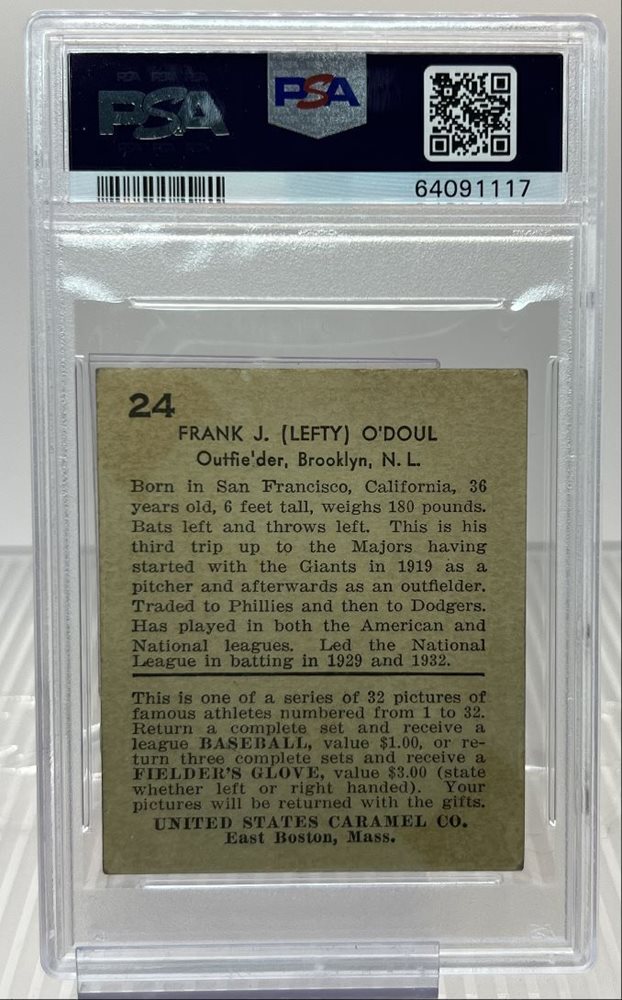 PSA
PSA
64091117
24
FRANK J. (LEFTY) O'DOUL
Outfie'der, Brooklyn, N. L.
Born in San Francisco, California, 36
years old, 6 feet tall, weighs 180 pounds.
Bats left and throws left. This is his
third trip up to the Majors having
started with the Giants in 1919 as a
pitcher and afterwards as an outfielder.
Traded to Phillies and then to Dodgers.
Has played in both the American and
National leagues. Led the National
League in batting in 1929 and 1932.
This is one of a series of 32 pictures of
famous athletes numbered from 1 to 32.
Return a complete set and receive a
league BASEBALL, value $1.00, or re-
turn three complete sets and receive a
FIELDER'S GLOVE, value $3.00 (state
whether left or right handed). Your
pictures will be returned with the gifts.
UNITED STATES CARAMEL CO.
East Boston, Mass.